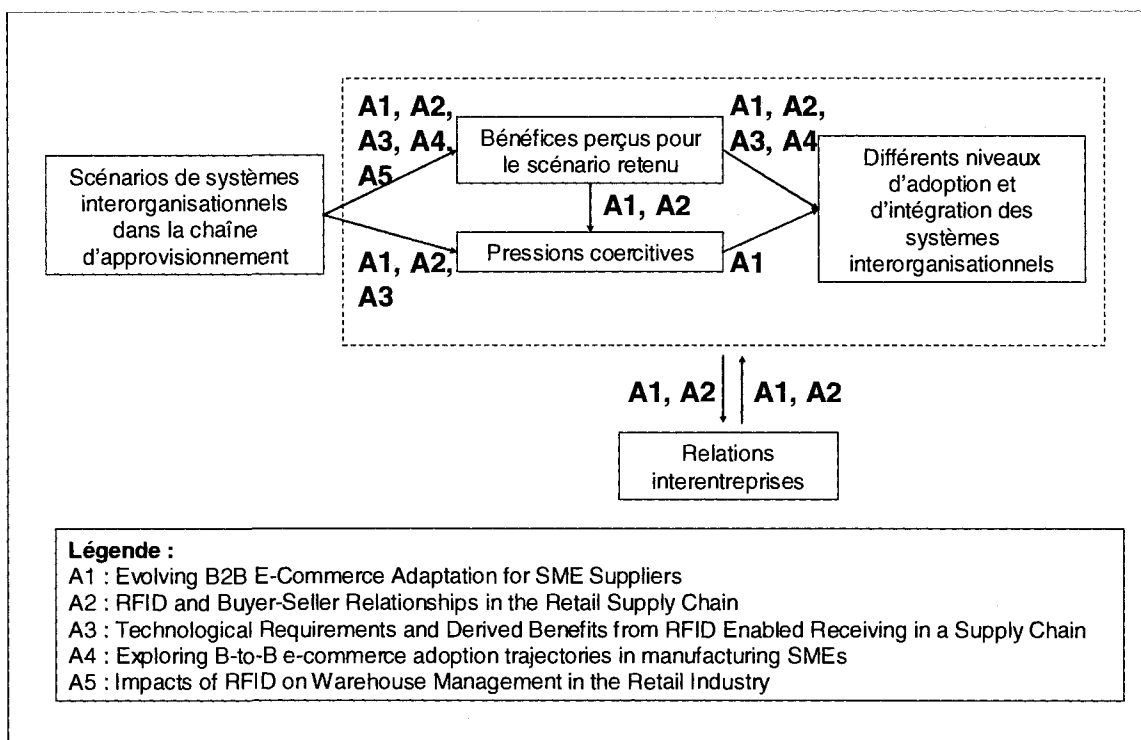 A1, A2,
A3, A4,
A5
Bénéfices perçus pour
le scénario retenu
A1, A2,
A3, A4
Scénarios de systèmes
interorganisationnels
dans la chaîne
d'approvisionnement
Différents niveaux
d'adoption et
d'intégration des
systèmes
interorganisationnels
A1, A2
Pressions coercitives
A1, A2,
A3
A1
A1, A2
A1, A2
Relations
interentreprises
Légende :
A1 : Evolving B2B E-Commerce Adaptation for SME Suppliers
A2 : RFID and Buyer-Seller Relationships in the Retail Supply Chain
A3 : Technological Requirements and Derived Benefits from RFID Enabled Receiving in a Supply Chain
A4 : Exploring B-to-B e-commerce adoption trajectories in manufacturing SMEs
A5 : Impacts of RFID on Warehouse Management in the Retail Industry